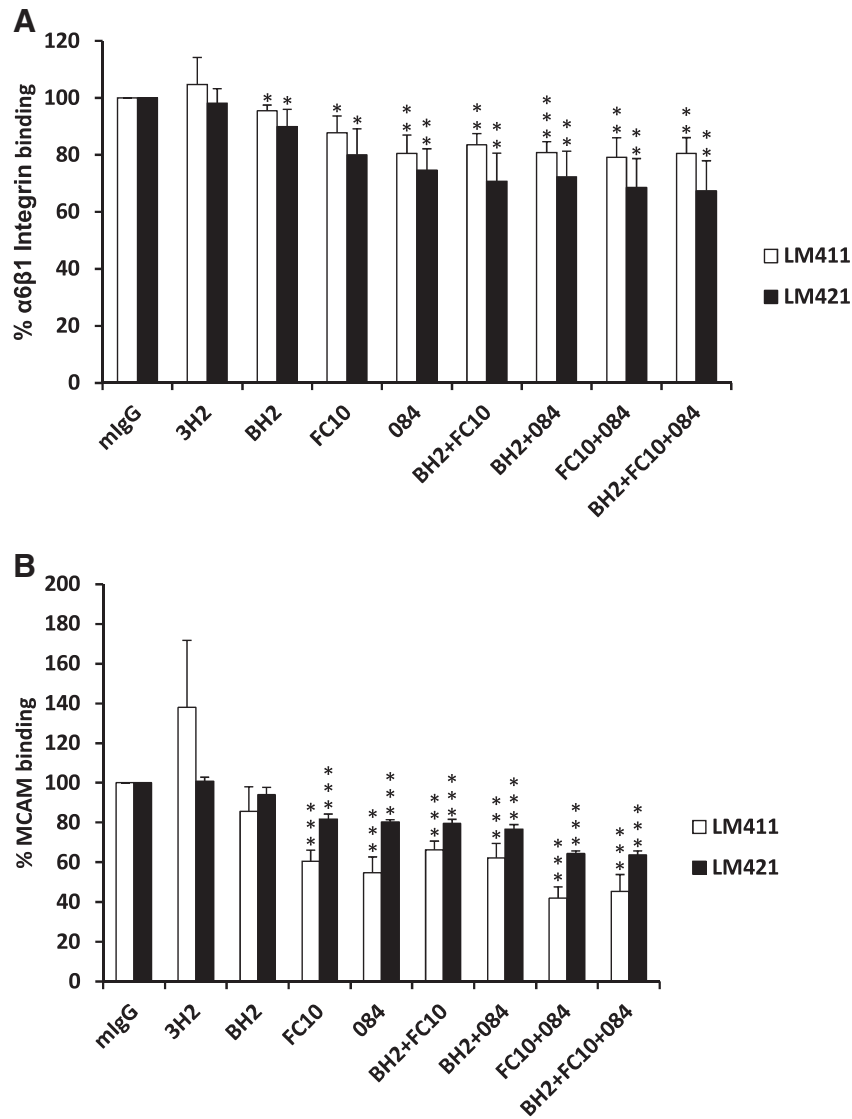 A
% α6β1 Integrin binding
120
100
80
60
40
20
0
* * * * ** ** ** ** *** ** ** ** ** **
mIgG
3H2
BH2
FC10
084
BH2+FC10
BH2+084
FC10+084
BH2+FC10+084
LM411
LM421
B
% MCAM binding
200
180
160
140
120
100
80
60
40
20
0
*** *** *** *** *** *** *** *** *** *** *** ***
mIgG
3H2
BH2
FC10
084
BH2+FC10
BH2+084
FC10+084
BH2+FC10+084
LM411
LM421